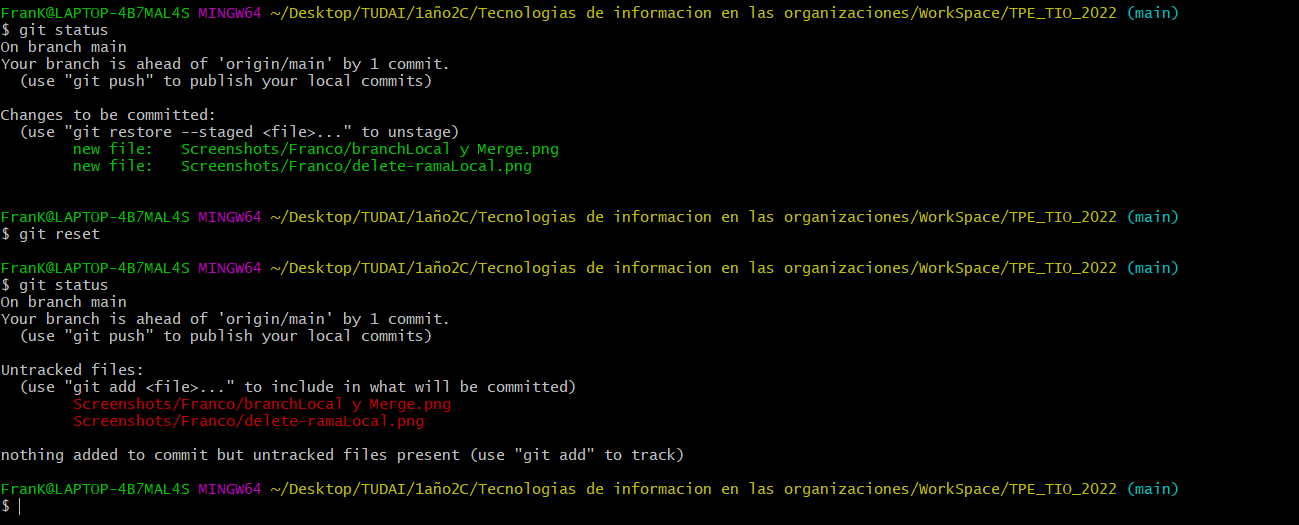 FranK@LAPTOP-4B7MAL4S MINGW64 ~/Desktop/TUDAI/1año2C/Tecnologias de informacion en las organizaciones/WorkSpace/TPE_TIO_2022 (main)
$ git status
On branch main
Your branch is ahead of 'origin/main' by 1 commit.
  (use "git push" to publish your local commits)

Changes to be committed:
  (use "git restore --staged <file>..." to unstage)
        new file:   Screenshots/Franco/branchLocal y Merge.png
        new file:   Screenshots/Franco/delete-ramaLocal.png

FranK@LAPTOP-4B7MAL4S MINGW64 ~/Desktop/TUDAI/1año2C/Tecnologias de informacion en las organizaciones/WorkSpace/TPE_TIO_2022 (main)
$ git reset

FranK@LAPTOP-4B7MAL4S MINGW64 ~/Desktop/TUDAI/1año2C/Tecnologias de informacion en las organizaciones/WorkSpace/TPE_TIO_2022 (main)
$ git status
On branch main
Your branch is ahead of 'origin/main' by 1 commit.
  (use "git push" to publish your local commits)

Untracked files:
  (use "git add <file>..." to include in what will be committed)
        Screenshots/Franco/branchLocal y Merge.png
        Screenshots/Franco/delete-ramaLocal.png

nothing added to commit but untracked files present (use "git add" to track)

FranK@LAPTOP-4B7MAL4S MINGW64 ~/Desktop/TUDAI/1año2C/Tecnologias de informacion en las organizaciones/WorkSpace/TPE_TIO_2022 (main)
$